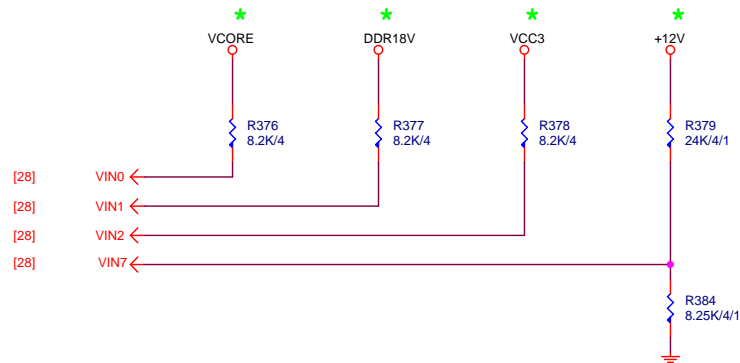 * * * *
VCORE DDR18V VCC3 +12V
R376 R377 R378 R379
8.2K/4 8.2K/4 8.2K/4 24K/4/1
[28] VIN0
[28] VIN1
[28] VIN2
[28] VIN7
R384
8.25K/4/1